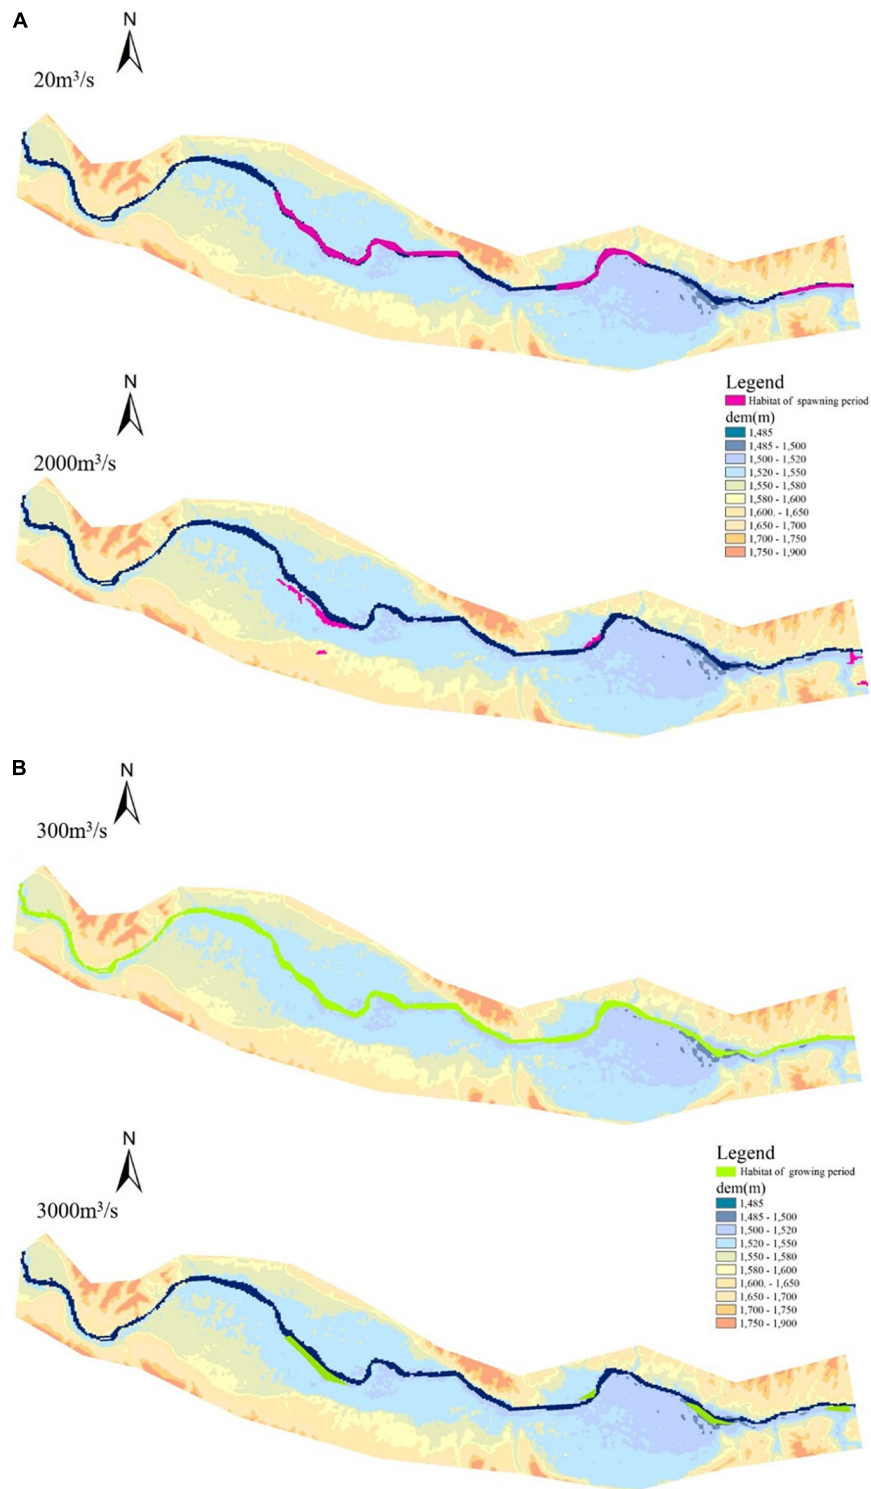 A
N
20m³/s
N
2000m³/s
Legend
Habitat of spawning period
dem(m)
1,485
1,485 - 1,500
1,500 - 1,520
1,520 - 1,550
1,550 - 1,580
1,580 - 1,600
1,600. - 1,650
1,650 - 1,700
1,700 - 1,750
1,750 - 1,900
B
N
300m³/s
N
3000m³/s
Legend
Habitat of growing period
dem(m)
1,485
1,485 - 1,500
1,500 - 1,520
1,520 - 1,550
1,550 - 1,580
1,580 - 1,600
1,600. - 1,650
1,650 - 1,700
1,700 - 1,750
1,750 - 1,900